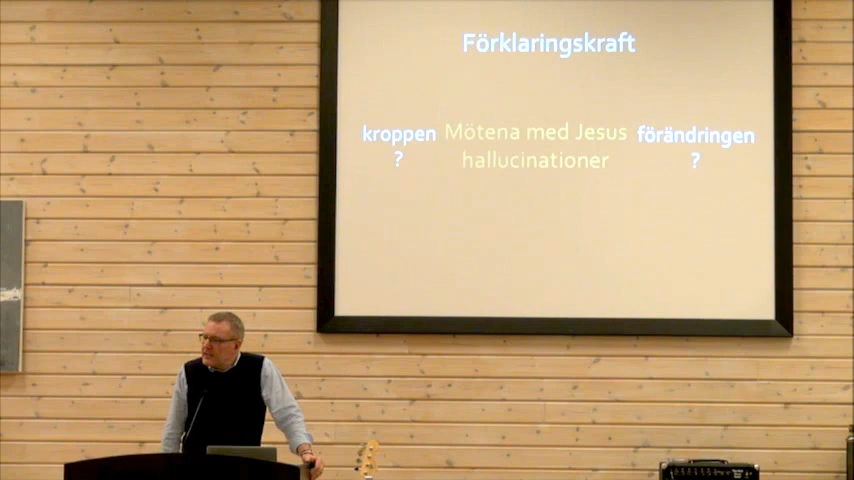 Förklaringskraft
kroppen Mötena med Jesus förändringen
? hallucinationer ?